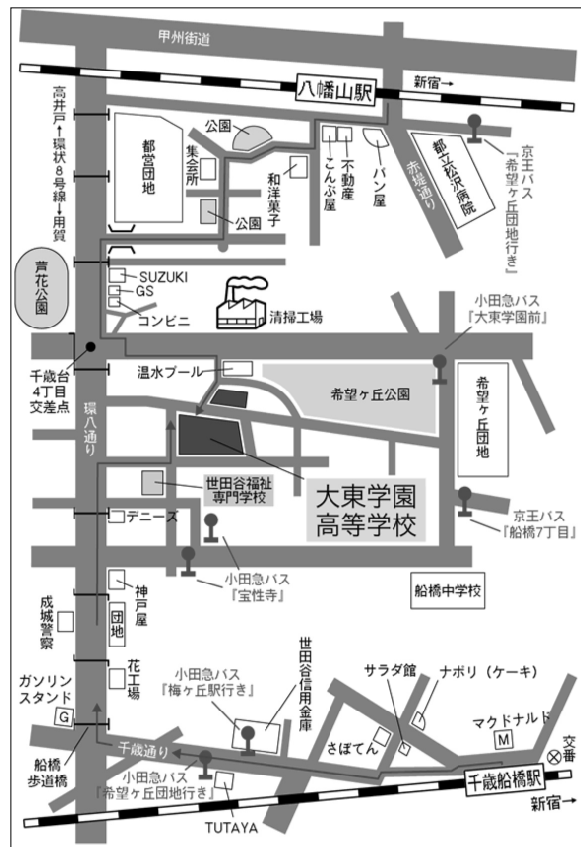 甲州街道
新宿→
八幡山駅
高井戸↑環状8号線↓用賀
都営団地
公園
集会所
和洋菓子
こんぶ屋
不動産
パン屋
赤堤通り
都立松沢病院
京王バス
『希望ヶ丘団地行き』
公園
芦花公園
SUZUKI
GS
コンビニ
清掃工場
小田急バス
『大東学園前』
千歳台
4丁目
交差点
温水プール
希望ヶ丘公園
希望ヶ丘団地
環八通り
世田谷福祉
専門学校
大東学園
高等学校
デニーズ
京王バス
『船橋7丁目』
小田急バス
『宝性寺』
船橋中学校
神戸屋
成城警察
団地
花工場
ガソリン
スタンド
G
小田急バス
『梅ヶ丘駅行き』
世田谷信用金庫
サラダ館
ナポリ（ケーキ）
さぼてん
マクドナルド
M
交番
船橋
歩道橋
千歳通り
小田急バス
『希望ヶ丘団地行き』
TUTAYA
千歳船橋駅
新宿→